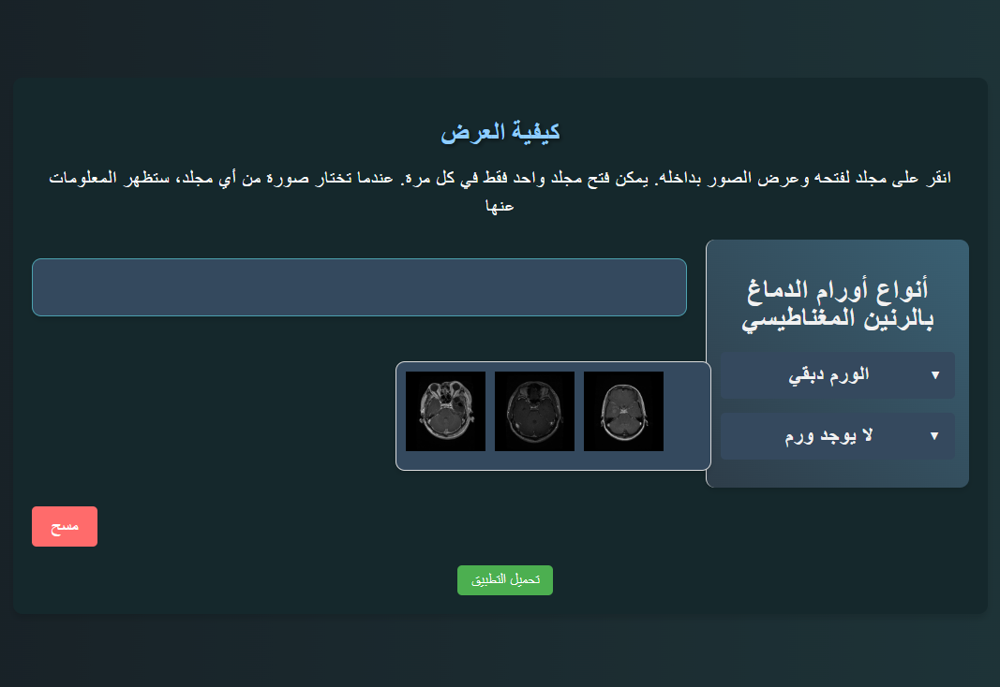 كيفية العرض
انقر على مجلد لفتحه وعرض الصور بداخله. يمكن فتح مجلد واحد فقط في كل مرة. عندما تختار صورة من أي مجلد، ستظهر المعلومات
عنها
أنواع أورام الدماغ
بالرنين المغناطيسي
▼ الورم دبقي
▼ لا يوجد ورم
مسح
تحميل التطبيق